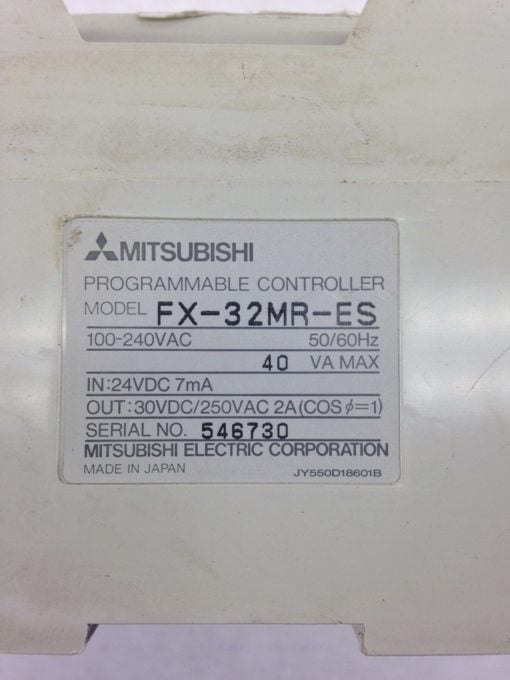 MITSUBISHI
PROGRAMMABLE CONTROLLER
MODEL FX-32MR-ES
100-240VAC 50/60Hz
40 VA MAX
IN:24VDC 7mA
OUT:30VDC/250VAC 2A(COSϕ=1)
SERIAL NO. 546730
MITSUBISHI ELECTRIC CORPORATION
MADE IN JAPAN JY550D18601B